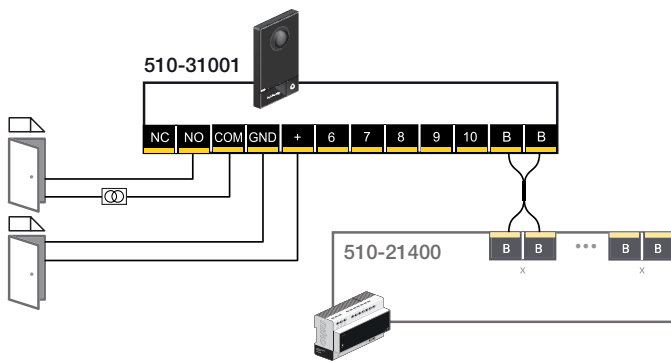 510-31001
NC NO COM GND + 6 7 8 9 10 B B
510-21400
B B ••• B B
x x